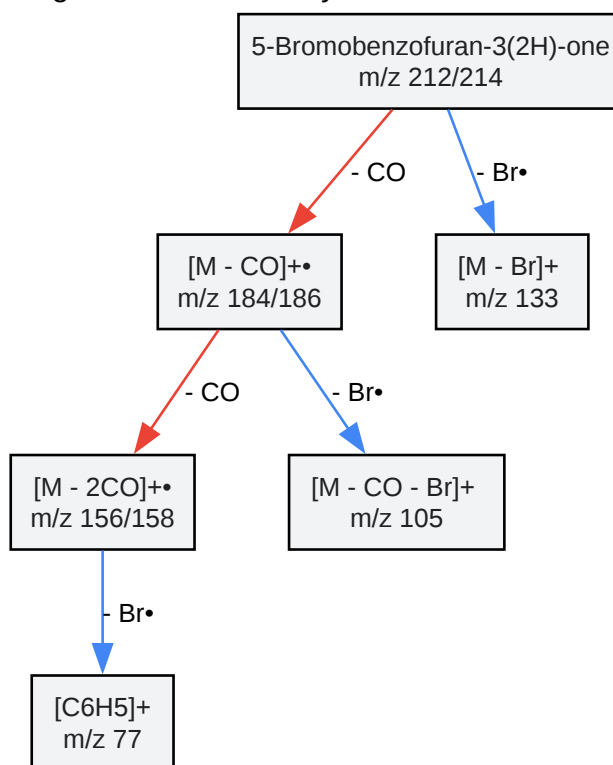 5-Bromobenzofuran-3(2H)-one
m/z 212/214
- CO
- Br•
[M - CO]+•
m/z 184/186
[M - Br]+
m/z 133
- CO
- Br•
[M - 2CO]+•
m/z 156/158
[M - CO - Br]+
m/z 105
- Br•
[C6H5]+
m/z 77